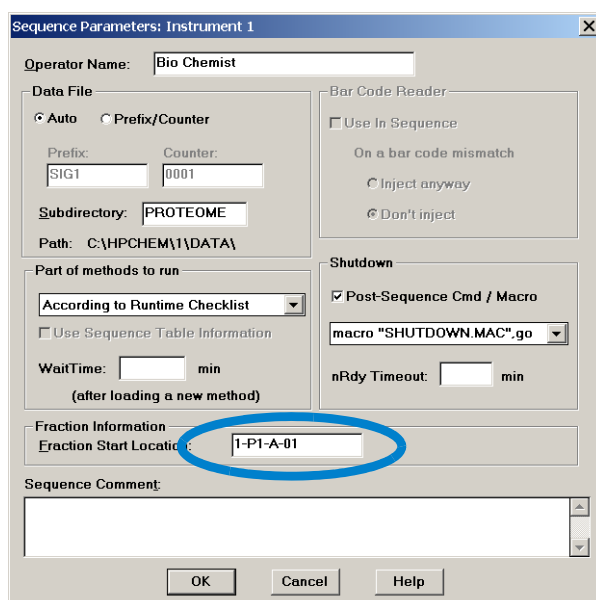 Sequence Parameters: Instrument 1
Operator Name: Bio Chemist
Data File
Auto Prefix/Counter
Prefix: Counter:
SIG1 0001
Subdirectory: PROTEOME
Path: C:\HPCHEM\1\DATA\
Bar Code Reader
Use In Sequence
On a bar code mismatch
Inject anyway
Don't inject
Part of methods to run
According to Runtime Checklist
Use Sequence Table Information
WaitTime: min
(after loading a new method)
Shutdown
Post-Sequence Cmd / Macro
macro "SHUTDOWN.MAC",go
nRdy Timeout: min
Fraction Information
Fraction Start Location: 1-P1-A-01
Sequence Comment:
OK Cancel Help